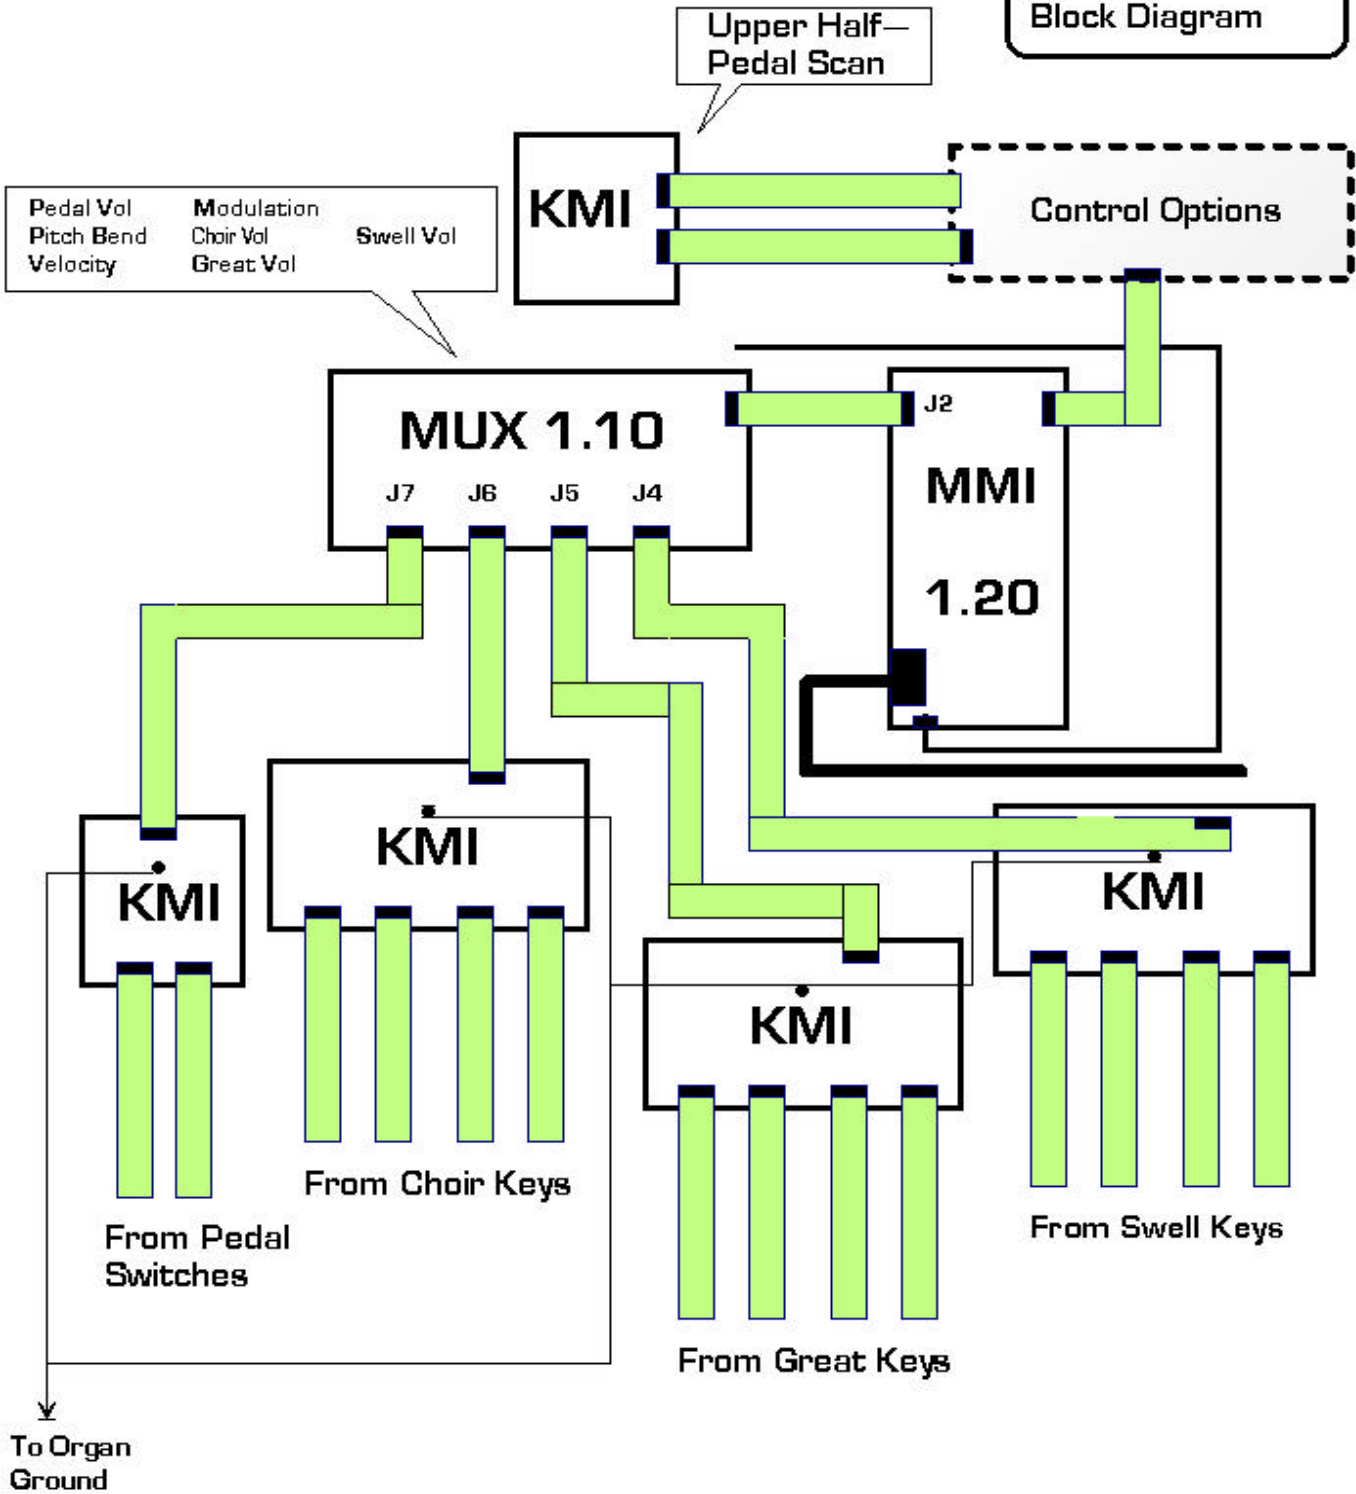 Block Diagram
Upper Half–
Pedal Scan
KMI
Control Options
Pedal Vol Modulation
Pitch Bend Choir Vol Swell Vol
Velocity Great Vol
MUX 1.10
J7 J6 J5 J4
J2
MMI
1.20
KMI
KMI
KMI
KMI
From Choir Keys
From Pedal
Switches
From Swell Keys
From Great Keys
To Organ
Ground